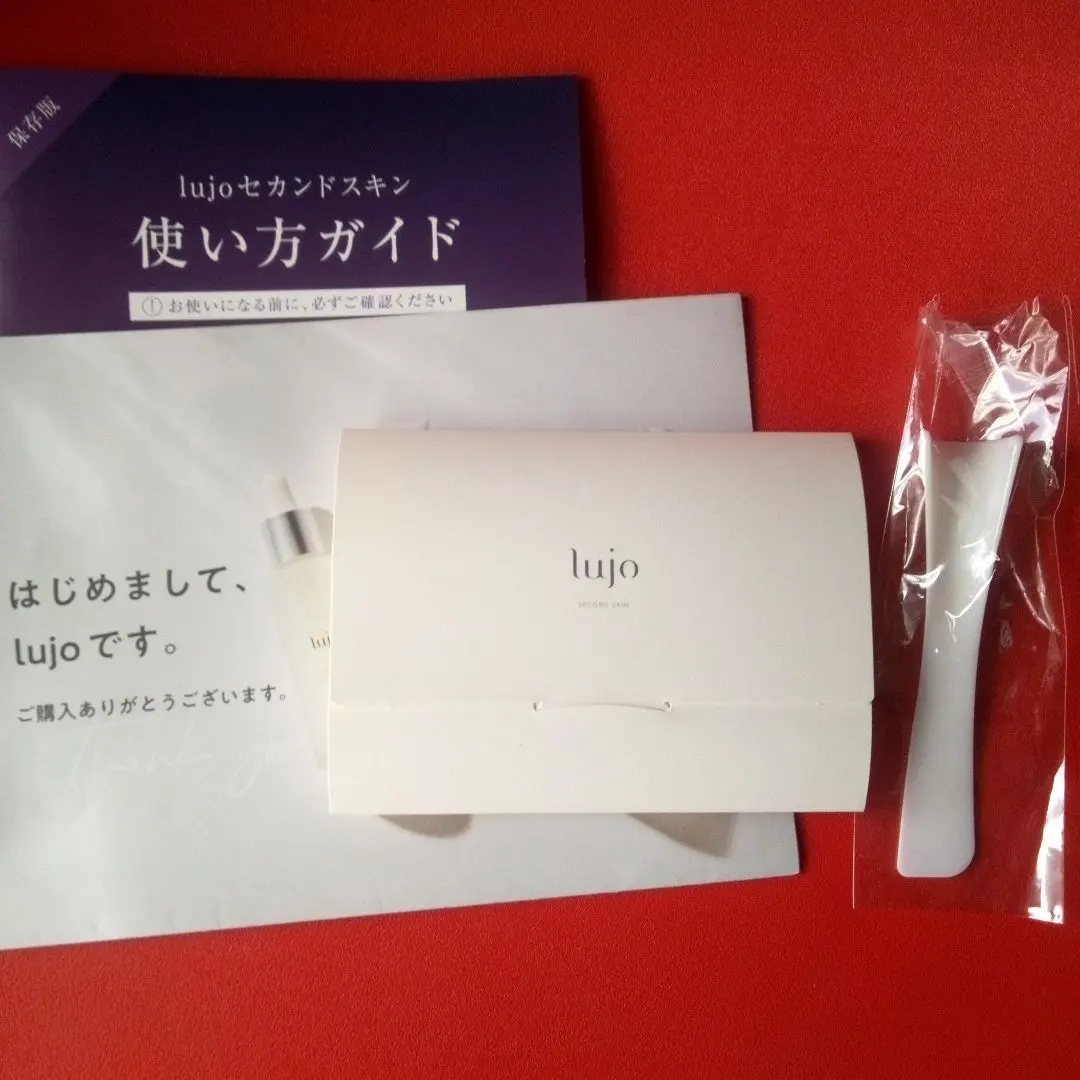 保存版
lujoセカンドスキン
使い方ガイド
! お使いになる前に、必ずご確認ください
はじめまして、
lujoです。
ご購入ありがとうございます。
thank yo
luj
lujo
SECOND SKIN